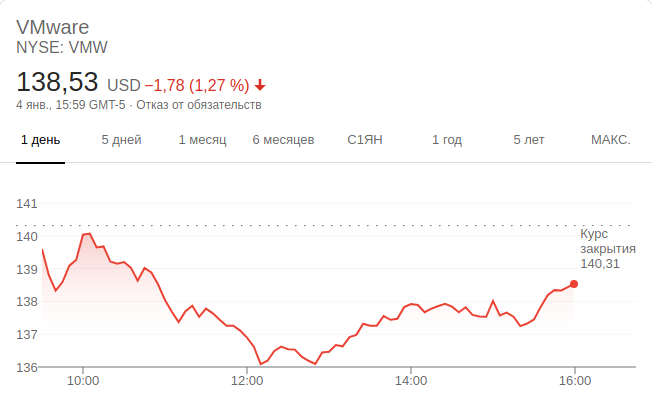 VMware
NYSE: VMW
138,53 USD −1,78 (1,27 %)
4 янв., 15:59 GMT-5 · Отказ от обязательств
1 день 5 дней 1 месяц 6 месяцев С1ЯН 1 год 5 лет МАКС.
141
140
139
138
137
136
Курс
закрытия
140,31
10:00 12:00 14:00 16:00